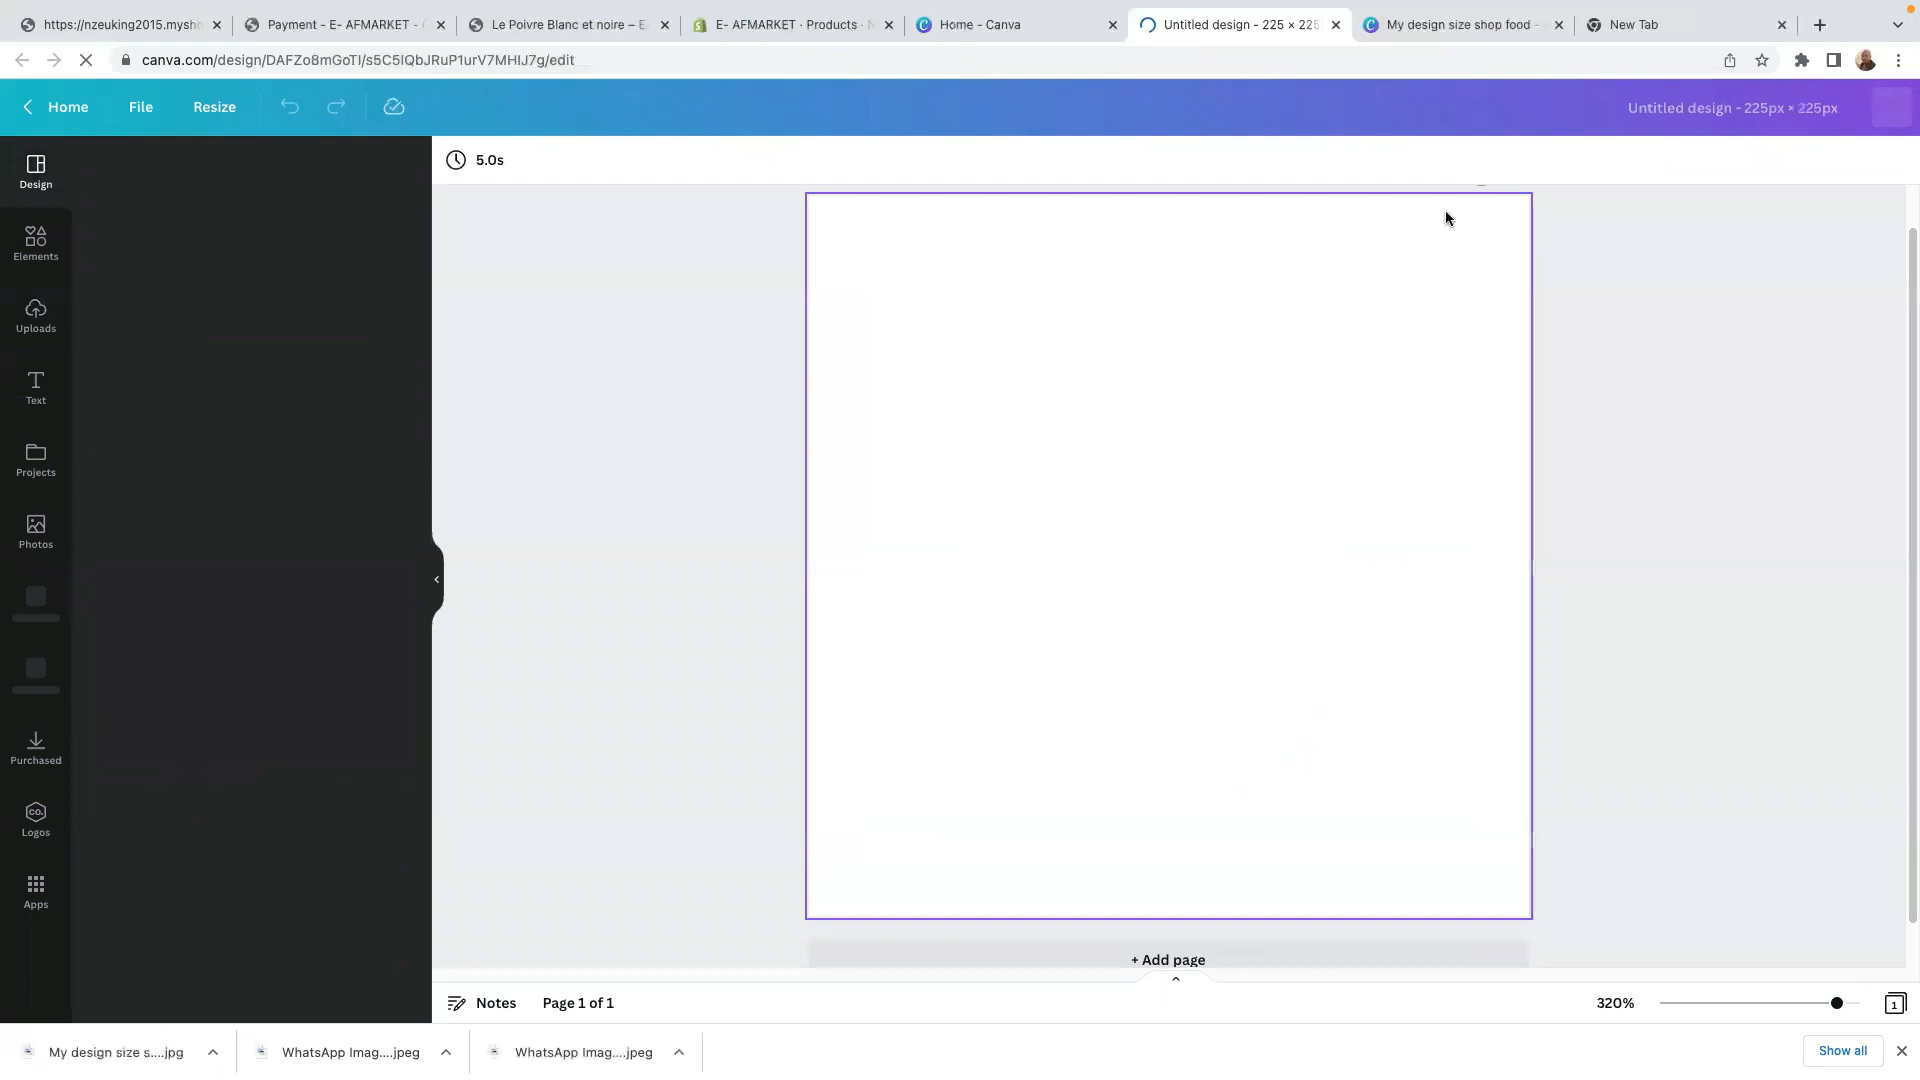 https://nzeuking2015.mysh
Payment - E- AFMARKET -
Le Poivre Blanc et noire – E
E- AFMARKET · Products ·
Home - Canva
Untitled design - 225 × 225
My design size shop food -
New Tab
canva.com/design/DAFZo8mGoTI/s5C5lQbJRuP1urV7MHIJ7g/edit
Home
File
Resize
Untitled design - 225px × 225px
Design
5.0s
Elements
Uploads
Text
Projects
Photos
Purchased
Logos
Apps
CO.
+ Add page
Notes
Page 1 of 1
320%
1
My design size s....jpg
WhatsApp Imag....jpeg
WhatsApp Imag....jpeg
Show all